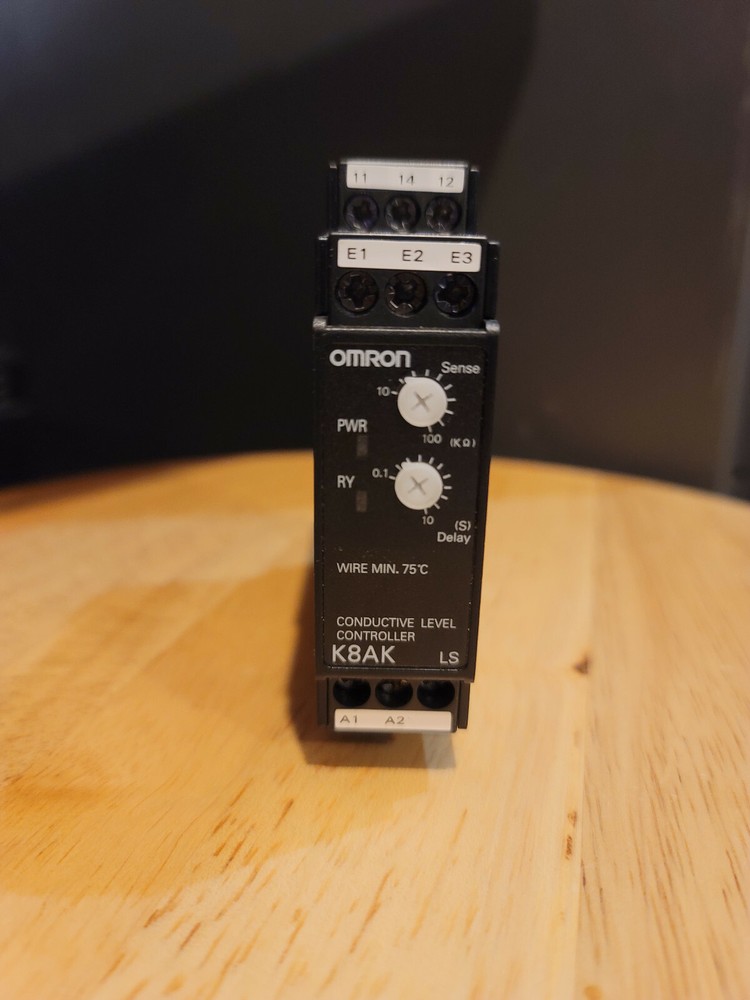 11 14 12
E1 E2 E3
OMRON
Sense
10
100 (KΩ)
PWR
0.1
RY
10
(S)
Delay
WIRE MIN. 75℃
CONDUCTIVE LEVEL
CONTROLLER
K8AK LS
A1 A2